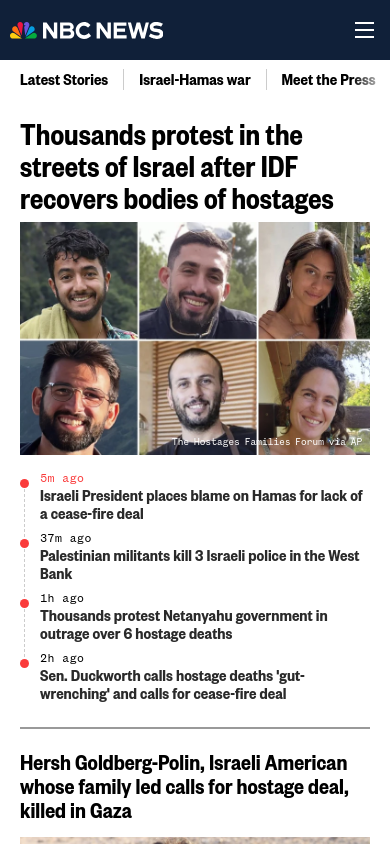 NBC NEWS
Latest Stories
Israel-Hamas war
Meet the Press
Thousands protest in the
streets of Israel after IDF
recovers bodies of hostages
The Hostages Families Forum via AP
5m ago
Israeli President places blame on Hamas for lack of
a cease-fire deal
37m ago
Palestinian militants kill 3 Israeli police in the West
Bank
1h ago
Thousands protest Netanyahu government in
outrage over 6 hostage deaths
2h ago
Sen. Duckworth calls hostage deaths 'gut-
wrenching' and calls for cease-fire deal
Hersh Goldberg-Polin, Israeli American
whose family led calls for hostage deal,
killed in Gaza